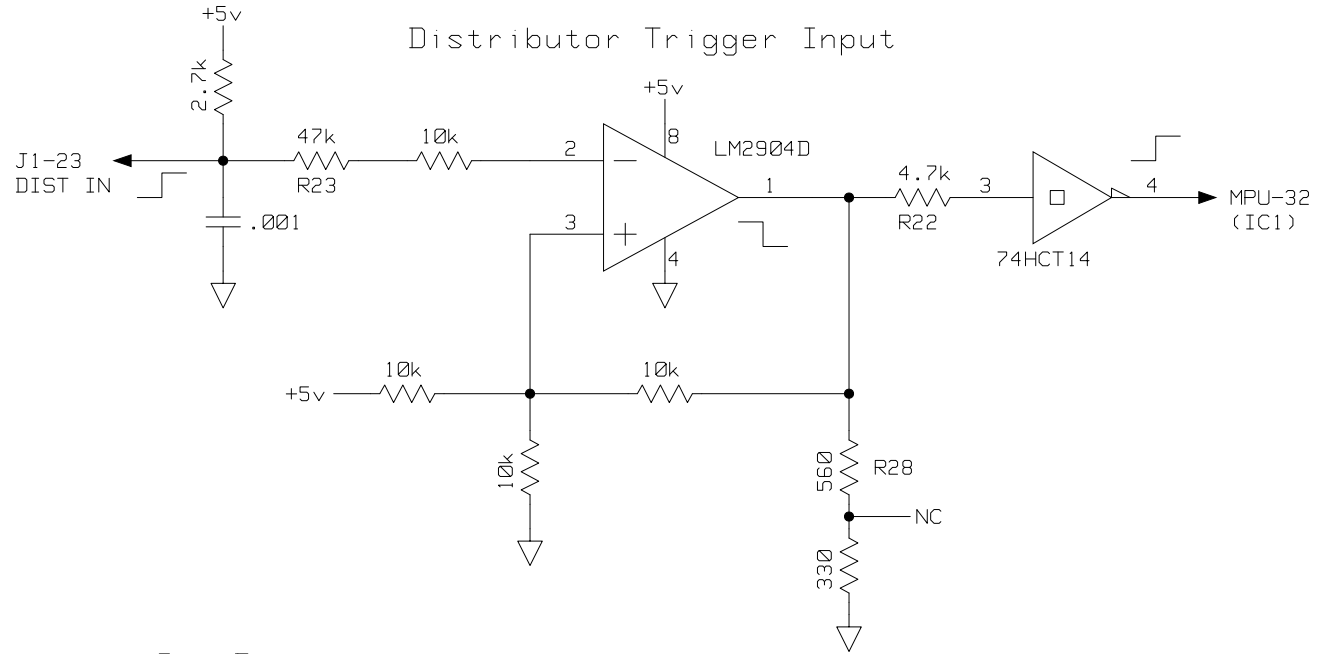 Distributor Trigger Input
+5v
2.7k
J1-23
DIST IN
.001
47k
R23
10k
2
3
+5v
8
LM2904D
1
4
4.7k
R22
3
4
74HCT14
MPU-32
(IC1)
+5v
10k
10k
10k
560
R28
NC
330